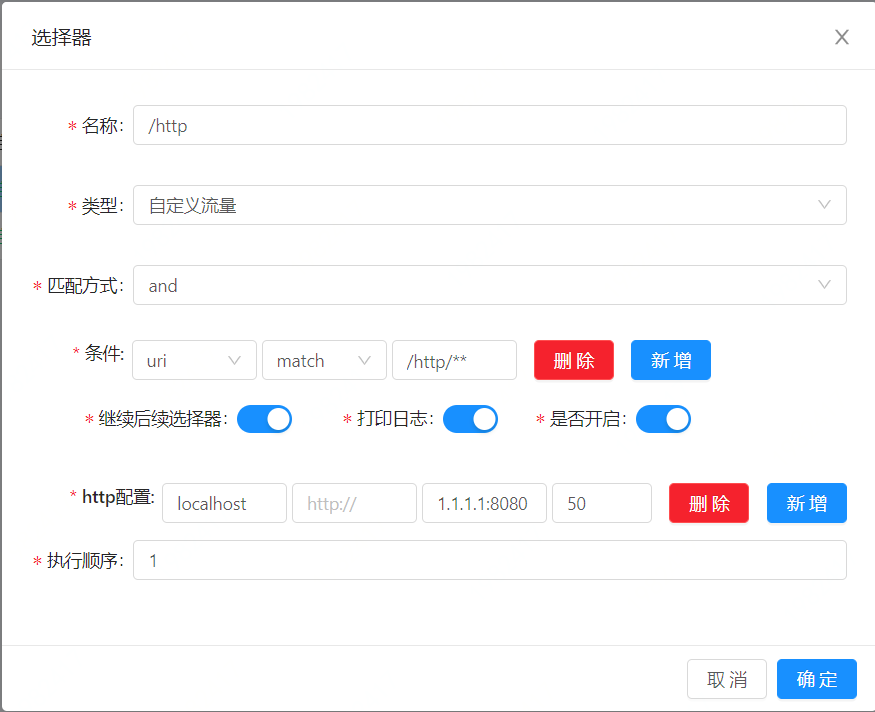 选择器
* 名称: /http
* 类型: 自定义流量
* 匹配方式: and
* 条件: uri match /http/** 删 除 新 增
* 继续后续选择器: * 打印日志: * 是否开启:
* http配置: localhost http:// 1.1.1.1:8080 50 删 除 新 增
* 执行顺序: 1
取 消 确 定